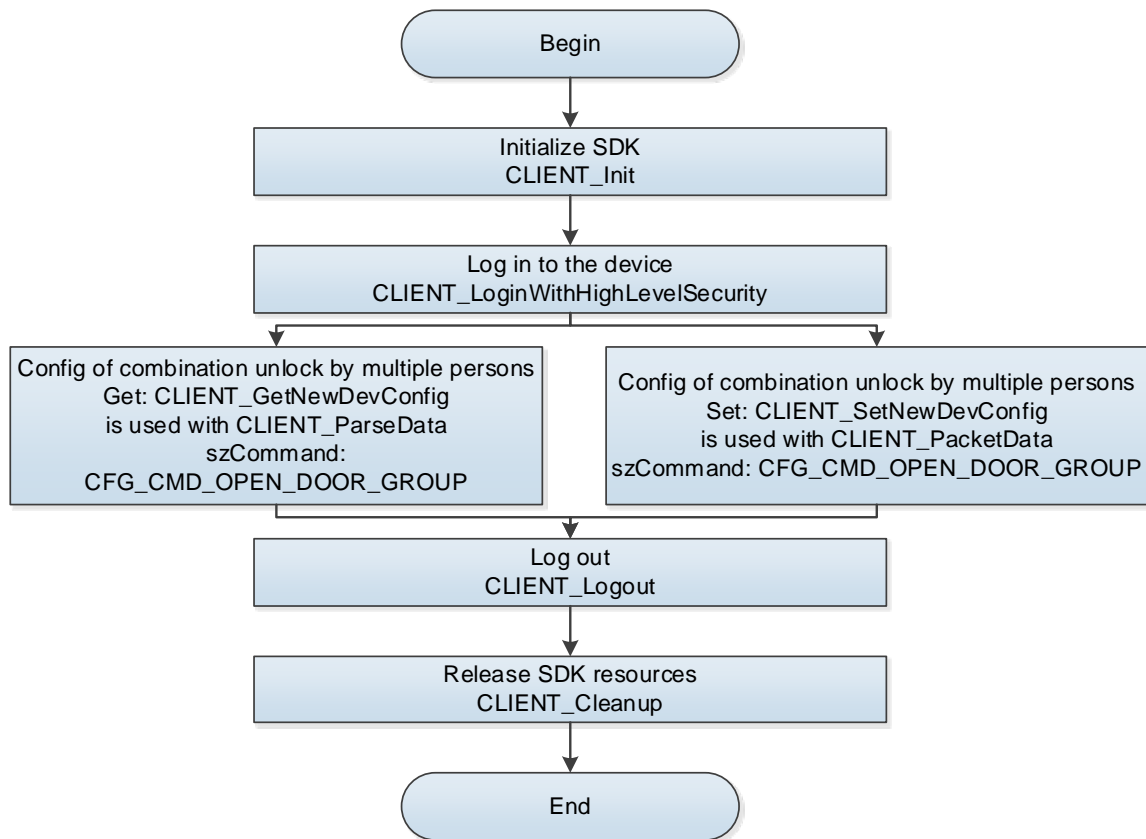 Begin
Initialize SDK
CLIENT_Init
Log in to the device
CLIENT_LoginWithHighLevelSecurity
Config of combination unlock by multiple persons
Get: CLIENT_GetNewDevConfig
is used with CLIENT_ParseData
szCommand:
CFG_CMD_OPEN_DOOR_GROUP
Config of combination unlock by multiple persons
Set: CLIENT_SetNewDevConfig
is used with CLIENT_PacketData
szCommand: CFG_CMD_OPEN_DOOR_GROUP
Log out
CLIENT_Logout
Release SDK resources
CLIENT_Cleanup
End